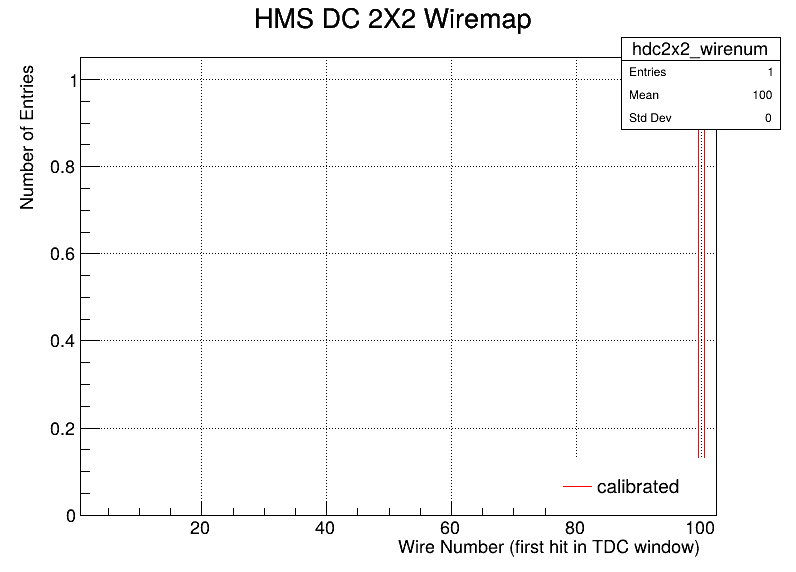 HMS DC 2X2 Wiremap
hdc2x2_wirenum
Entries 1
Mean 100
Std Dev 0
Number of Entries
1
0.8
0.6
0.4
0.2
0
calibrated
20 40 60 80 100
Wire Number (first hit in TDC window)